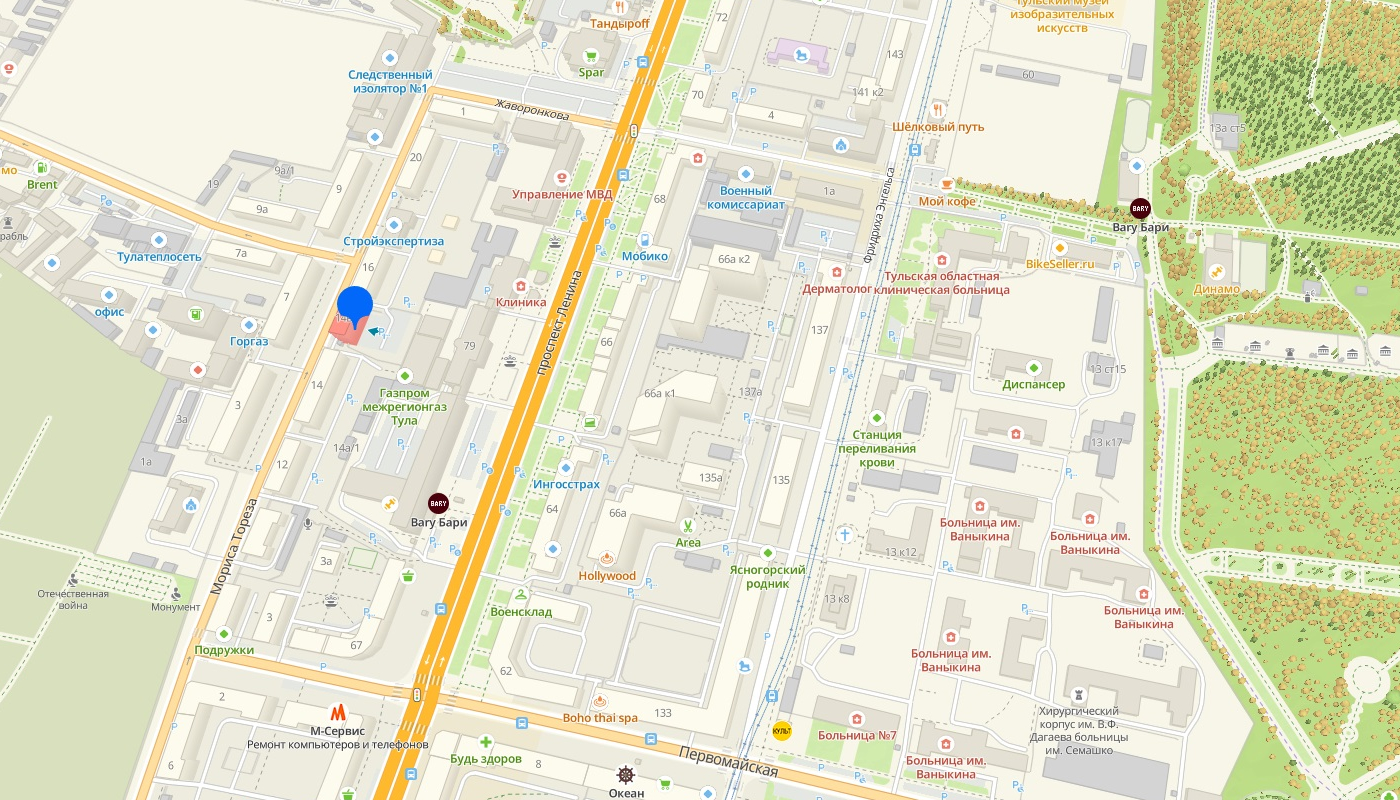 Тандыроff
72
Тульский музей
изобразительных
искусств
143
Следственный
изолятор №1
Spar
60
141 к2
70
Жаворонкова
1
4
Шёлковый путь
13а ст5
20
9а/1
19
9
Brent
Управление МВД
68
Военный
комиссариат
1а
Мой кофе
BARY
Bary Бари
9а
Фридриха Энгельса
Стройэкспертиза
Тулатеплосеть
7а
16
Мобико
66а к2
BikeSeller.ru
Тульская областная
клиническая больница
Дерматолог
Динамо
офис
7
Клиника
проспект Ленина
Горгаз
79
66
137
13 ст15
Диспансер
14
Газпром
межрегионгаз
Тула
66а к1
137а
3
3а
1а
12
14а/1
Станция
переливания
крови
13 к17
Ингосстрах
135а
135
BARY
Bary Бари
64
66а
Area
Больница им.
Ваныкина
Больница им.
Ваныкина
13 к12
Мориса Тореза
3а
Hollywood
Ясногорский
родник
Отечественная
война
Монумент
Военсклад
13 к8
Больница им.
Ваныкина
3
67
Подружки
62
Больница им.
Ваныкина
2
133
Boho thai spa
М-Сервис
Ремонт компьютеров и телефонов
КУЛЬТ
Больница №7
Хирургический
корпус им. В.Ф.
Дагаева больницы
им. Семашко
6
Будь здоров
8
Первомайская
Больница им.
Ваныкина
Океан